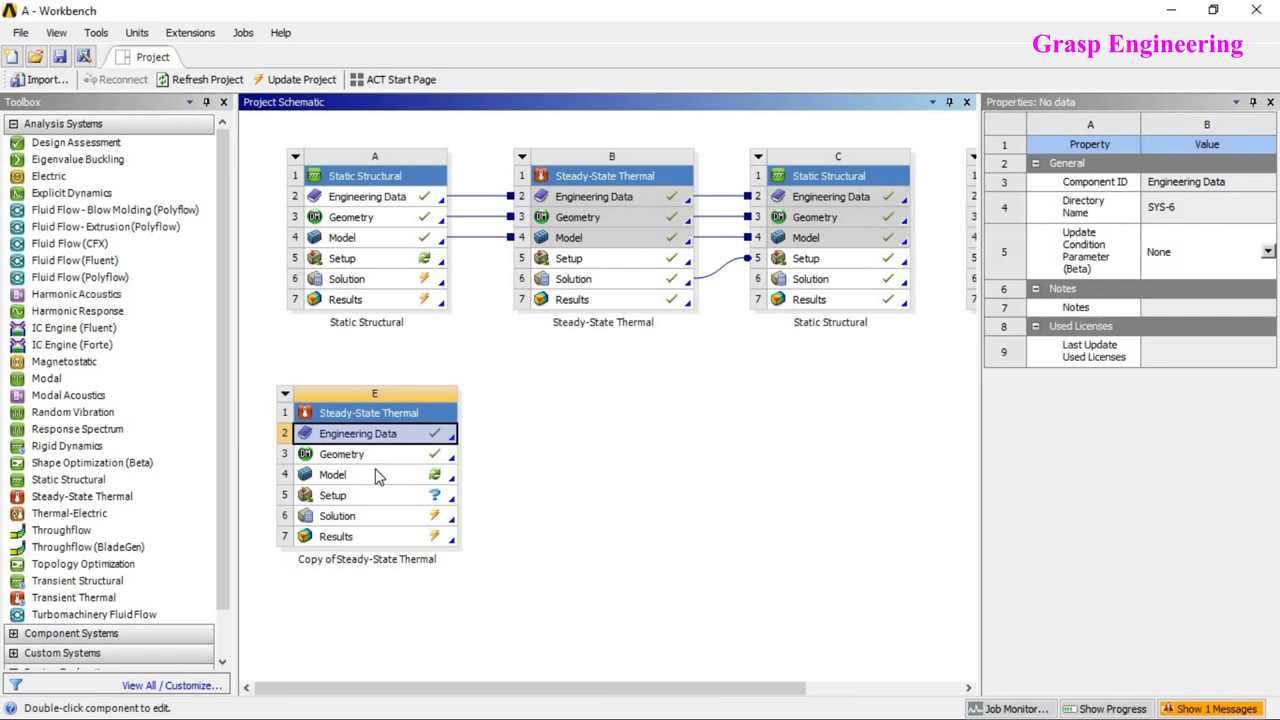 A - Workbench
File View Tools Units Extensions Jobs Help
Grasp Engineering
Project
Import... Reconnect Refresh Project Update Project ACT Start Page
Toolbox
Analysis Systems
Design Assessment
Eigenvalue Buckling
Electric
Explicit Dynamics
Fluid Flow - Blow Molding (Polyflow)
Fluid Flow- Extrusion (Polyflow)
Fluid Flow (CFX)
Fluid Flow (Fluent)
Fluid Flow (Polyflow)
Harmonic Acoustics
Harmonic Response
IC Engine (Fluent)
IC Engine (Forte)
Magnetostatic
Modal
Modal Acoustics
Random Vibration
Response Spectrum
Rigid Dynamics
Shape Optimization (Beta)
Static Structural
Steady-State Thermal
Thermal-Electric
Throughflow
Throughflow (BladeGen)
Topology Optimization
Transient Structural
Transient Thermal
Turbomachinery Fluid Flow
Component Systems
Custom Systems
View All / Customize...
Project Schematic
A
1 Static Structural
2 Engineering Data
3 Geometry
4 Model
5 Setup
6 Solution
7 Results
Static Structural
B
1 Steady-State Thermal
2 Engineering Data
3 Geometry
4 Model
5 Setup
6 Solution
7 Results
Steady-State Thermal
C
1 Static Structural
2 Engineering Data
3 Geometry
4 Model
5 Setup
6 Solution
7 Results
Static Structural
1
2
3
4
5
6
7
E
1 Steady-State Thermal
2 Engineering Data
3 Geometry
4 Model
5 Setup
6 Solution
7 Results
Copy of Steady-State Thermal
Properties: No data
A B
1 Property Value
2 General
3 Component ID Engineering Data
4 Directory Name SYS-6
5 Update Condition Parameter (Beta) None
6 Notes
7 Notes
8 Used Licenses
9 Last Update Used Licenses
Double-click component to edit.
Job Monitor... Show Progress Show 1 Messages